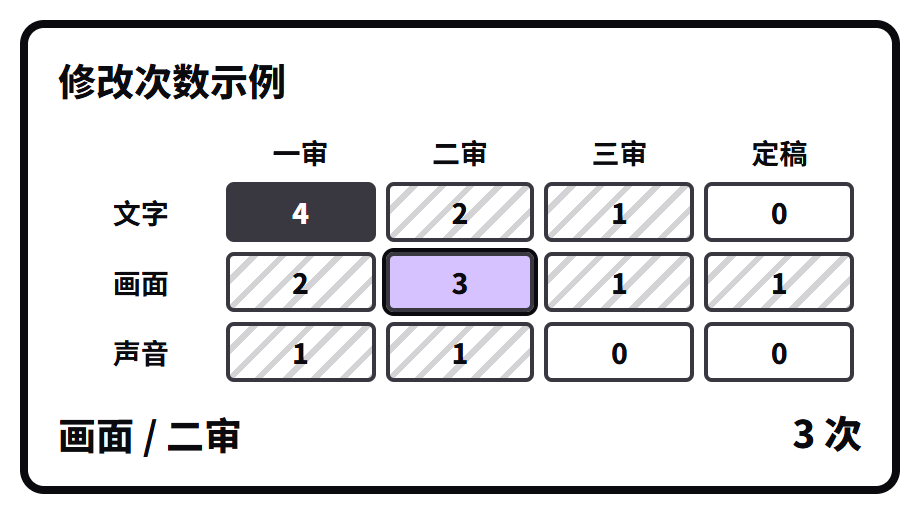 修改次数示例
一审 二审 三审 定稿
文字 4 2 1 0
画面 2 3 1 1
声音 1 1 0 0
画面 / 二审 3 次